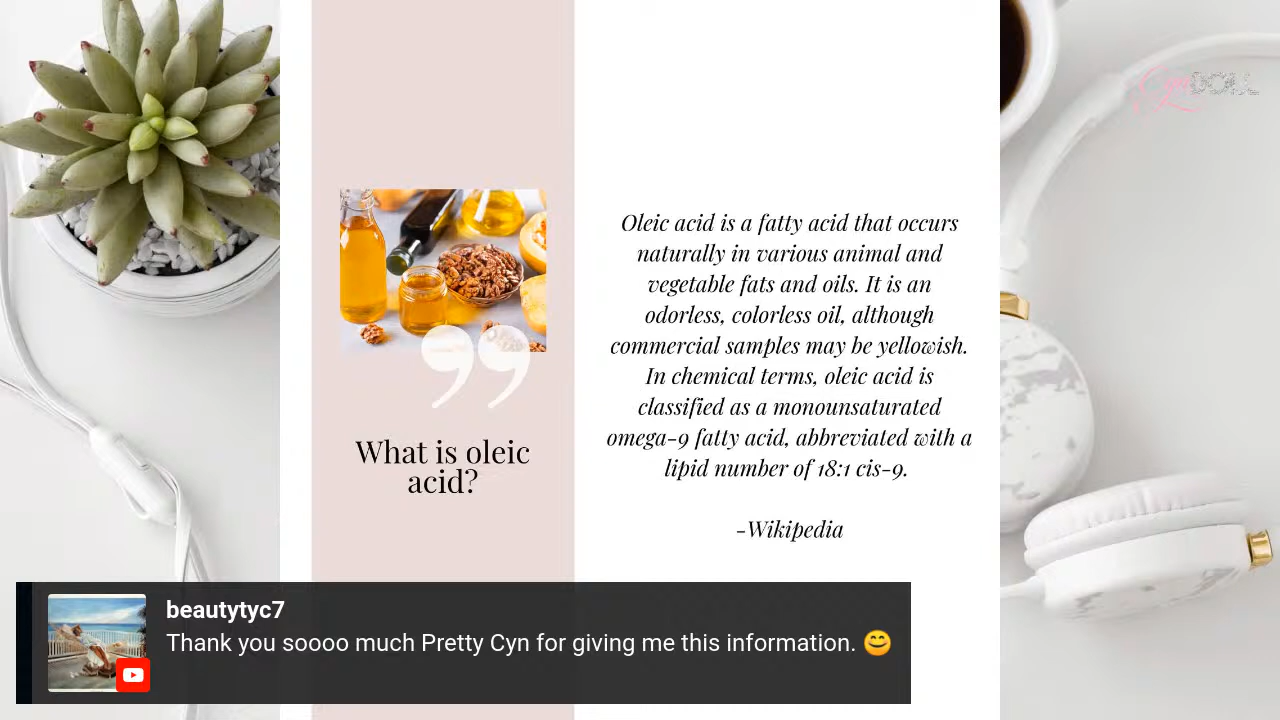 CynDOLL
What is oleic
acid?
Oleic acid is a fatty acid that occurs
naturally in various animal and
vegetable fats and oils. It is an
odorless, colorless oil, although
commercial samples may be yellowish.
In chemical terms, oleic acid is
classified as a monounsaturated
omega-9 fatty acid, abbreviated with a
lipid number of 18:1 cis-9.
-Wikipedia
beautytyc7
Thank you soooo much Pretty Cyn for giving me this information. 😊